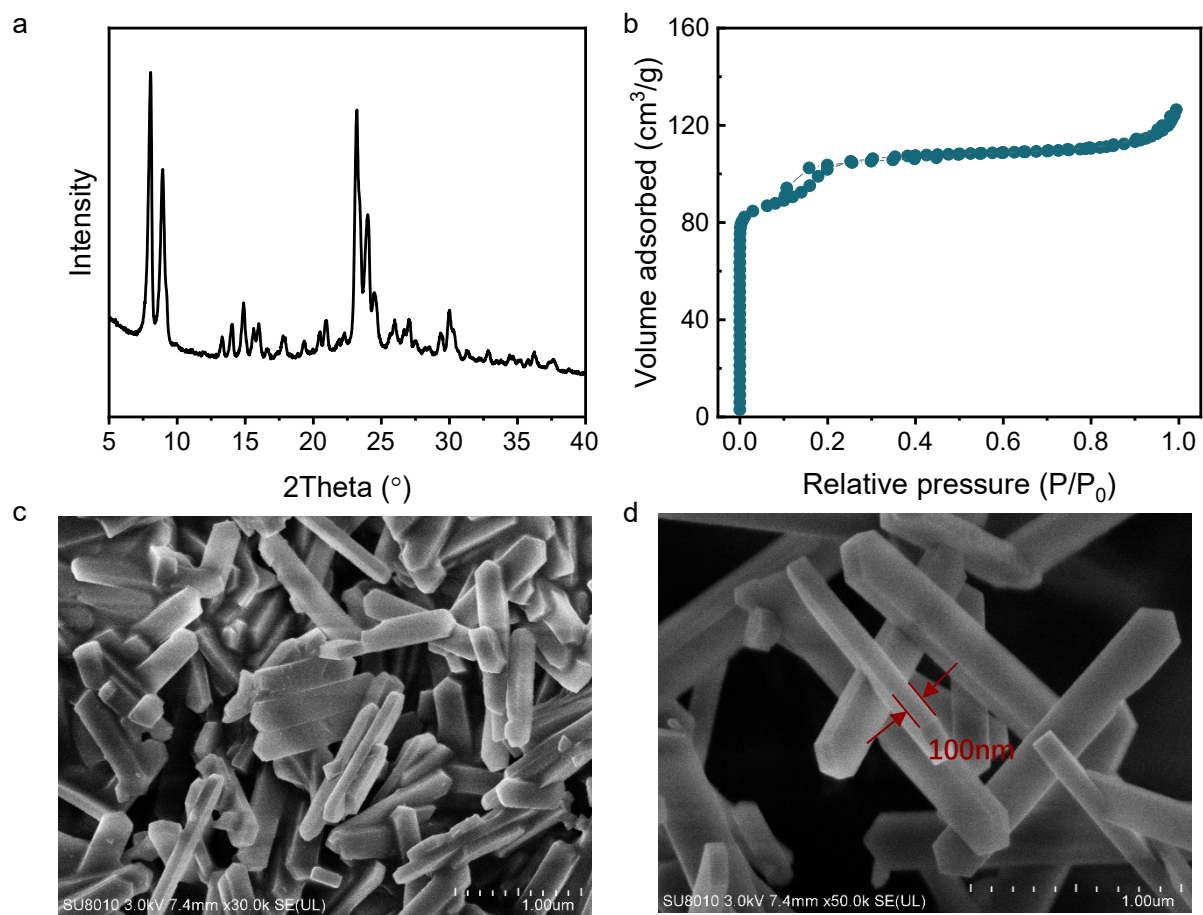 a
Intensity
5 10 15 20 25 30 35 40
2Theta (°)
b
Volume adsorbed (cm³/g)
160
120
80
40
0
0.0 0.2 0.4 0.6 0.8 1.0
Relative pressure (P/P₀)
c
SU8010 3.0kV 7.4mm x30.0k SE(UL) 1.00um
d
100nm
SU8010 3.0kV 7.4mm x50.0k SE(UL) 1.00um